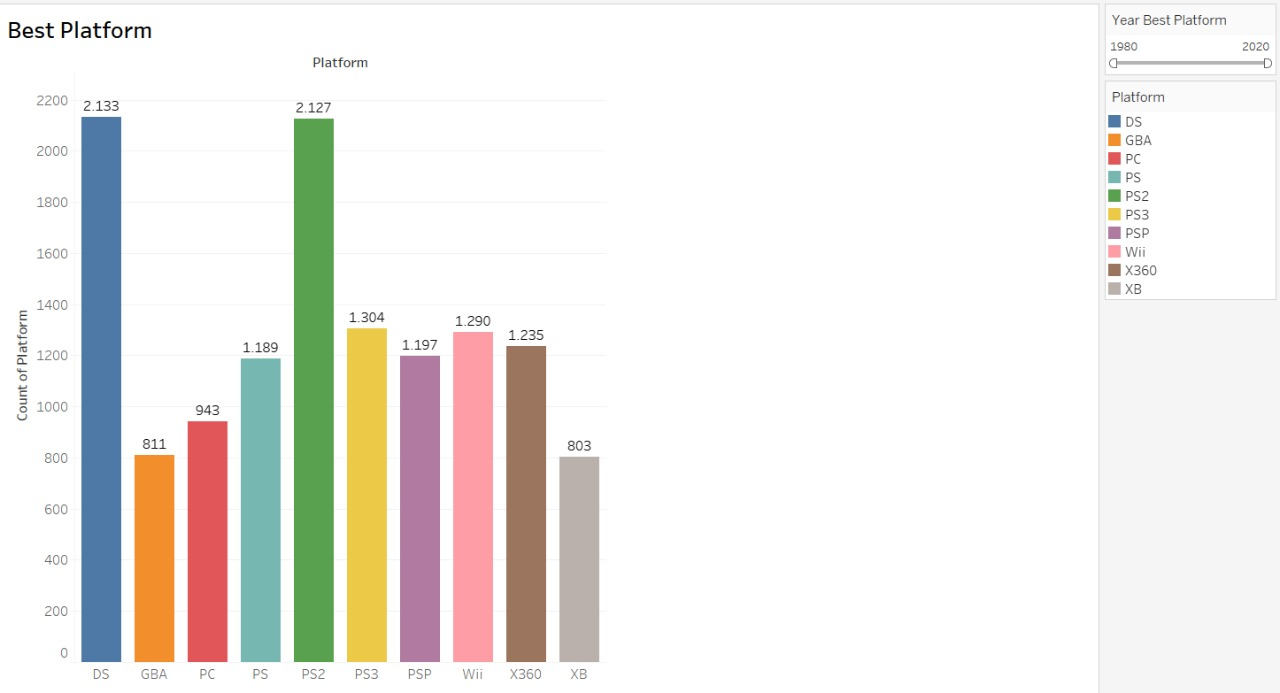 Best Platform
Platform
Count of Platform
2200
2000
1800
1600
1400
1200
1000
800
600
400
200
0
2.133
811
943
1.189
2.127
1.304
1.197
1.290
1.235
803
DS GBA PC PS PS2 PS3 PSP Wii X360 XB
Year Best Platform
1980 2020
Platform
DS
GBA
PC
PS
PS2
PS3
PSP
Wii
X360
XB